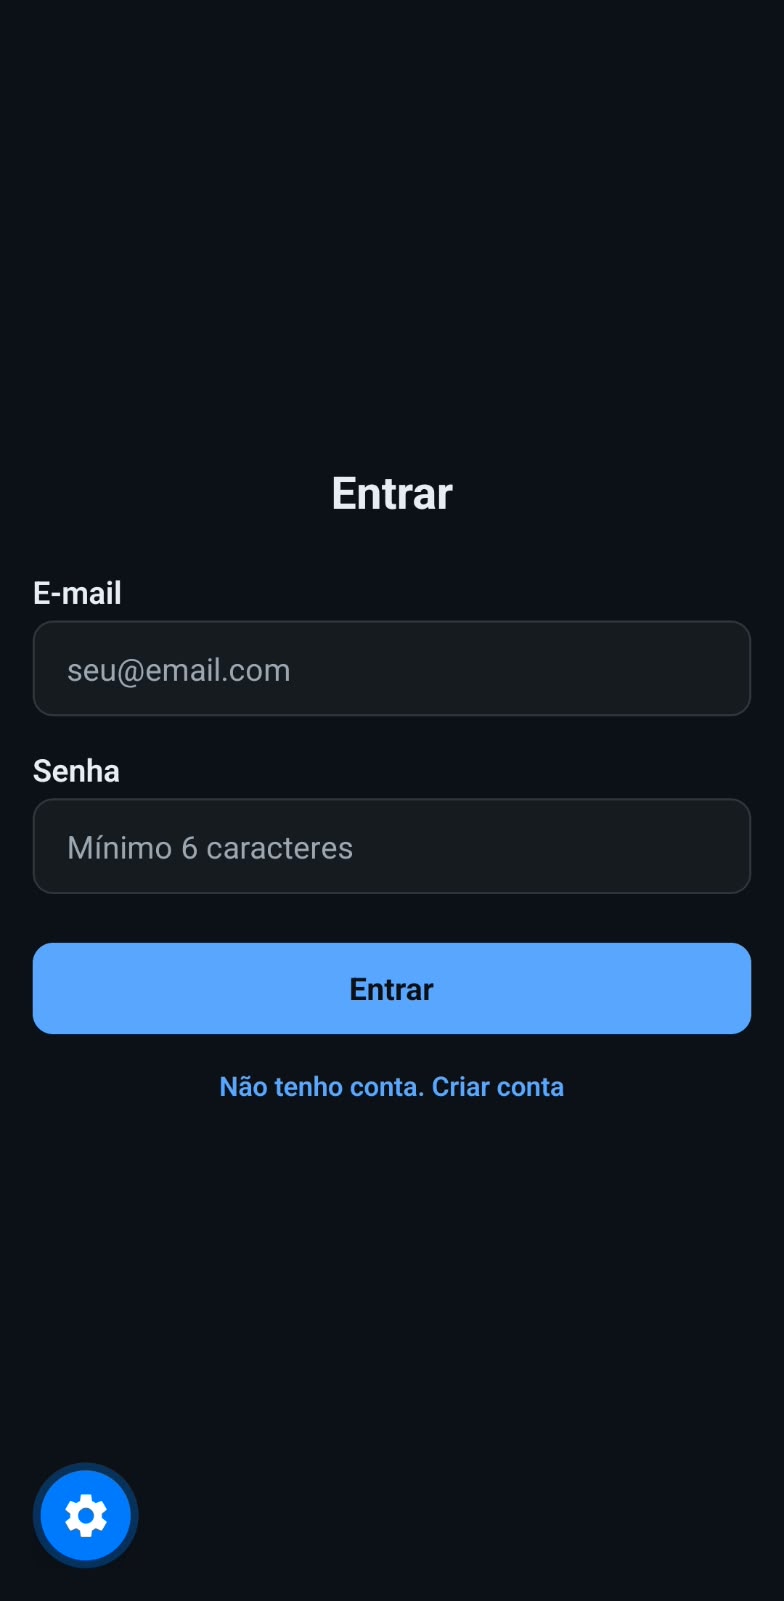 Entrar
E-mail
seu@email.com
Senha
Mínimo 6 caracteres
Entrar
Não tenho conta. Criar conta